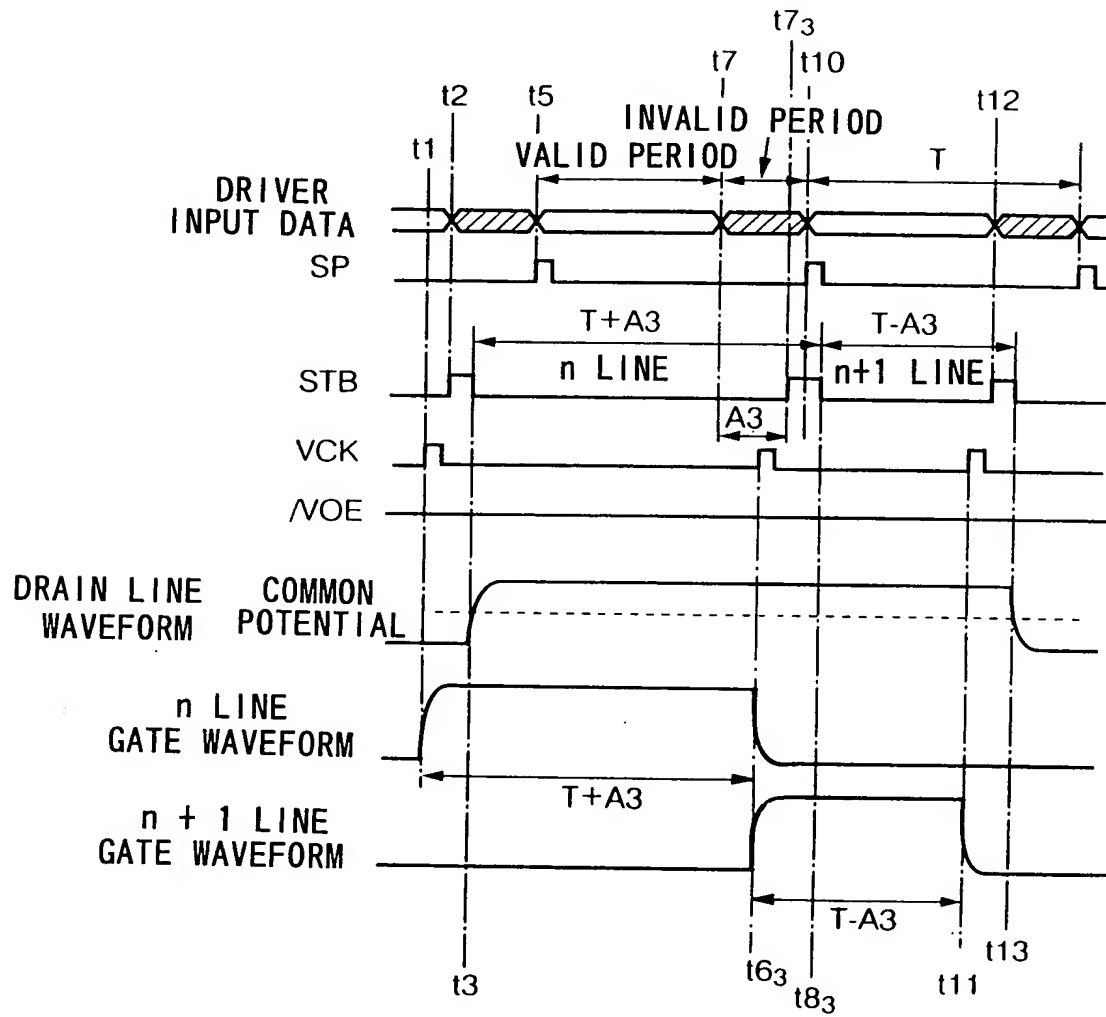 t7₃
t7
t10
t2
t5
t12
t1
INVALID PERIOD
VALID PERIOD
T
DRIVER
INPUT DATA
SP
T+A3
T-A3
STB
n LINE
n+1 LINE
A3
VCK
/VOE
DRAIN LINE
WAVEFORM
COMMON
POTENTIAL
n LINE
GATE WAVEFORM
T+A3
n + 1 LINE
GATE WAVEFORM
T-A3
t3
t6₃
t8₃
t11
t13